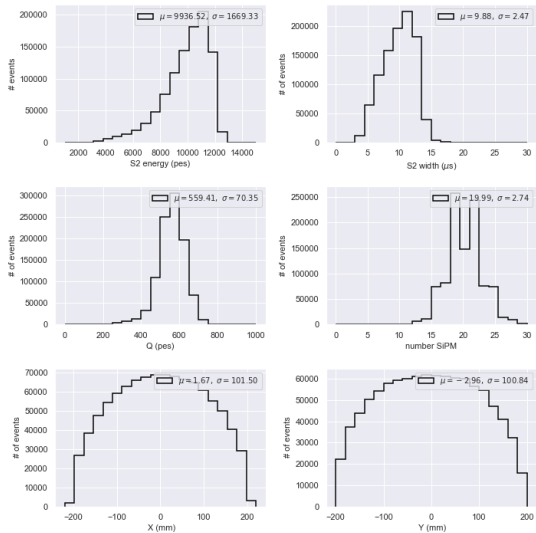 μ = 9936.52, σ = 1669.33
# of events
200000
150000
100000
50000
0
2000 4000 6000 8000 10000 12000 14000
S2 energy (pes)
μ = 9.88, σ = 2.47
# of events
200000
150000
100000
50000
0
0 5 10 15 20 25 30
S2 width (μs)
μ = 559.41, σ = 70.35
# of events
300000
250000
200000
150000
100000
50000
0
0 200 400 600 800 1000
Q (pes)
μ = 19.99, σ = 2.74
# of events
250000
200000
150000
100000
50000
0
0 5 10 15 20 25 30
number SiPM
μ = 1.67, σ = 101.50
# of events
70000
60000
50000
40000
30000
20000
10000
0
−200 −100 0 100 200
X (mm)
μ = −2.96, σ = 100.84
# of events
60000
50000
40000
30000
20000
10000
0
−200 −100 0 100 200
Y (mm)